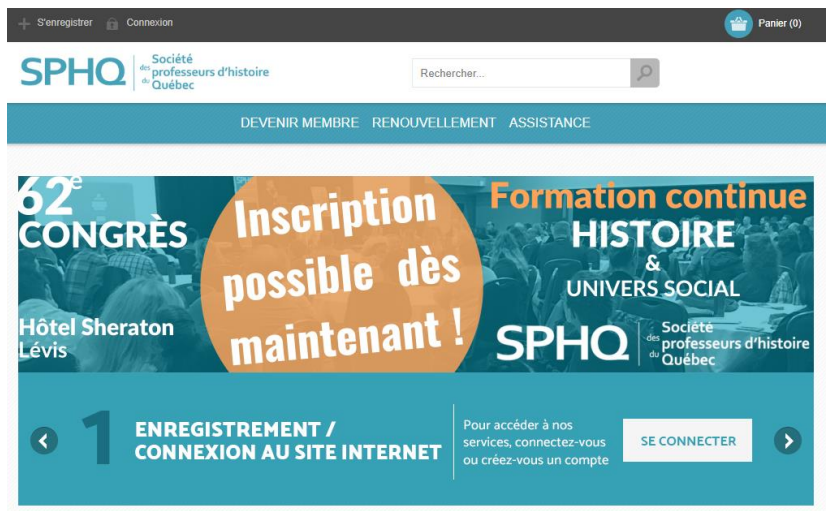 S'enregistrer
Connexion
Panier (0)
SPHQ
Société
des professeurs d'histoire
du Québec
Rechercher...
DEVENIR MEMBRE
RENOUVELLEMENT
ASSISTANCE
62e
CONGRÈS
Hôtel Sheraton
Lévis
Inscription
possible dès
maintenant !
Formation continue
HISTOIRE
&
UNIVERS SOCIAL
SPHQ
Société
des professeurs d'histoire
du Québec
1
ENREGISTREMENT /
CONNEXION AU SITE INTERNET
Pour accéder à nos
services, connectez-vous
ou créez-vous un compte
SE CONNECTER